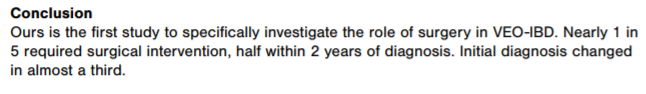 Conclusion
Ours is the first study to specifically investigate the role of surgery in VEO-IBD. Nearly 1 in
5 required surgical intervention, half within 2 years of diagnosis. Initial diagnosis changed
in almost a third.